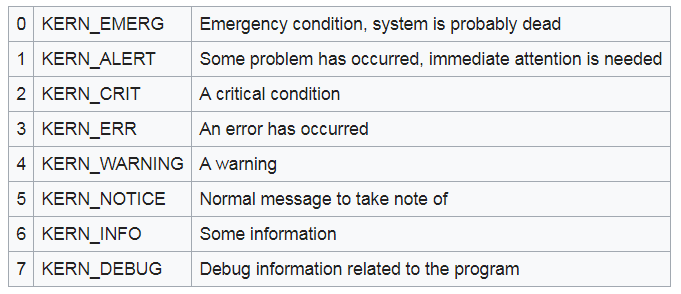 0 KERN_EMERG Emergency condition, system is probably dead
1 KERN_ALERT Some problem has occurred, immediate attention is needed
2 KERN_CRIT A critical condition
3 KERN_ERR An error has occurred
4 KERN_WARNING A warning
5 KERN_NOTICE Normal message to take note of
6 KERN_INFO Some information
7 KERN_DEBUG Debug information related to the program